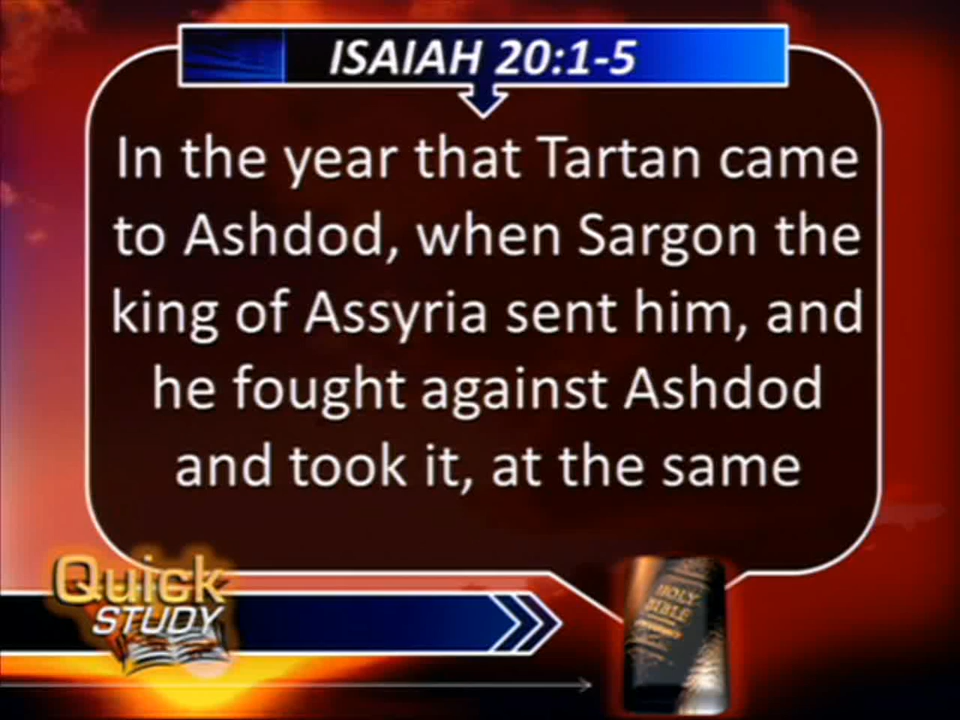 ISAIAH 20:1-5
In the year that Tartan came
to Ashdod, when Sargon the
king of Assyria sent him, and
he fought against Ashdod
and took it, at the same
Quick
STUDY
HOLY
BIBLE